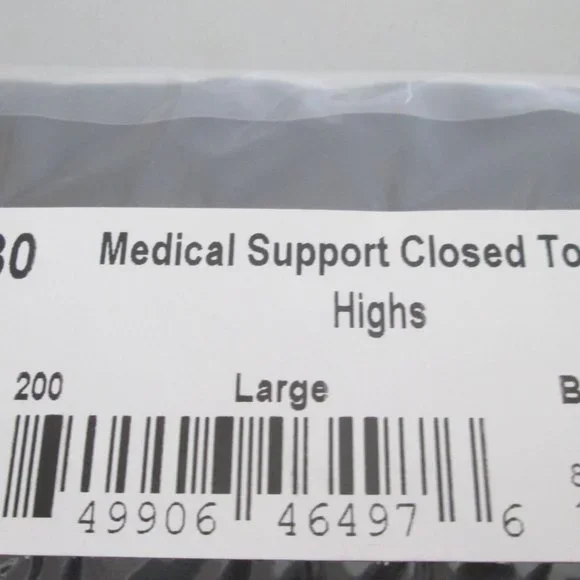 30 Medical Support Closed To
Highs
200 Large B
49906 46497 6